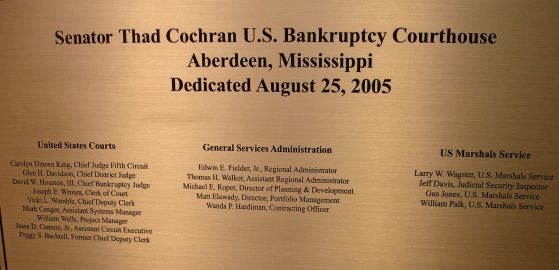 Senator Thad Cochran U.S. Bankruptcy Courthouse
Aberdeen, Mississippi
Dedicated August 25, 2005
United States Courts
Carolyn Dineen King, Chief Judge Fifth Circuit
Glen H. Davidson, Chief District Judge
David W. Houston, III, Chief Bankruptcy Judge
Joseph E. Wroten, Clerk of Court
Vicki L. Wamble, Chief Deputy Clerk
Mark Conger, Assistant Systems Manager
William Wells, Project Manager
Jesse D. Cannon, Jr., Assistant Circuit Executive
Peggy S. Bachtell, Former Chief Deputy Clerk
General Services Administration
Edwin E. Fielder, Jr., Regional Administrator
Thomas H. Walker, Assistant Regional Administrator
Michael E. Roper, Director of Planning & Development
Matt Elawady, Director, Portfolio Management
Wanda P. Hardiman, Contracting Officer
US Marshals Service
Larry W. Wagster, U.S. Marshals Service
Jeff Davis, Judicial Security Inspector
Gus Jones, U.S. Marshals Service
William Palk, U.S. Marshals Service